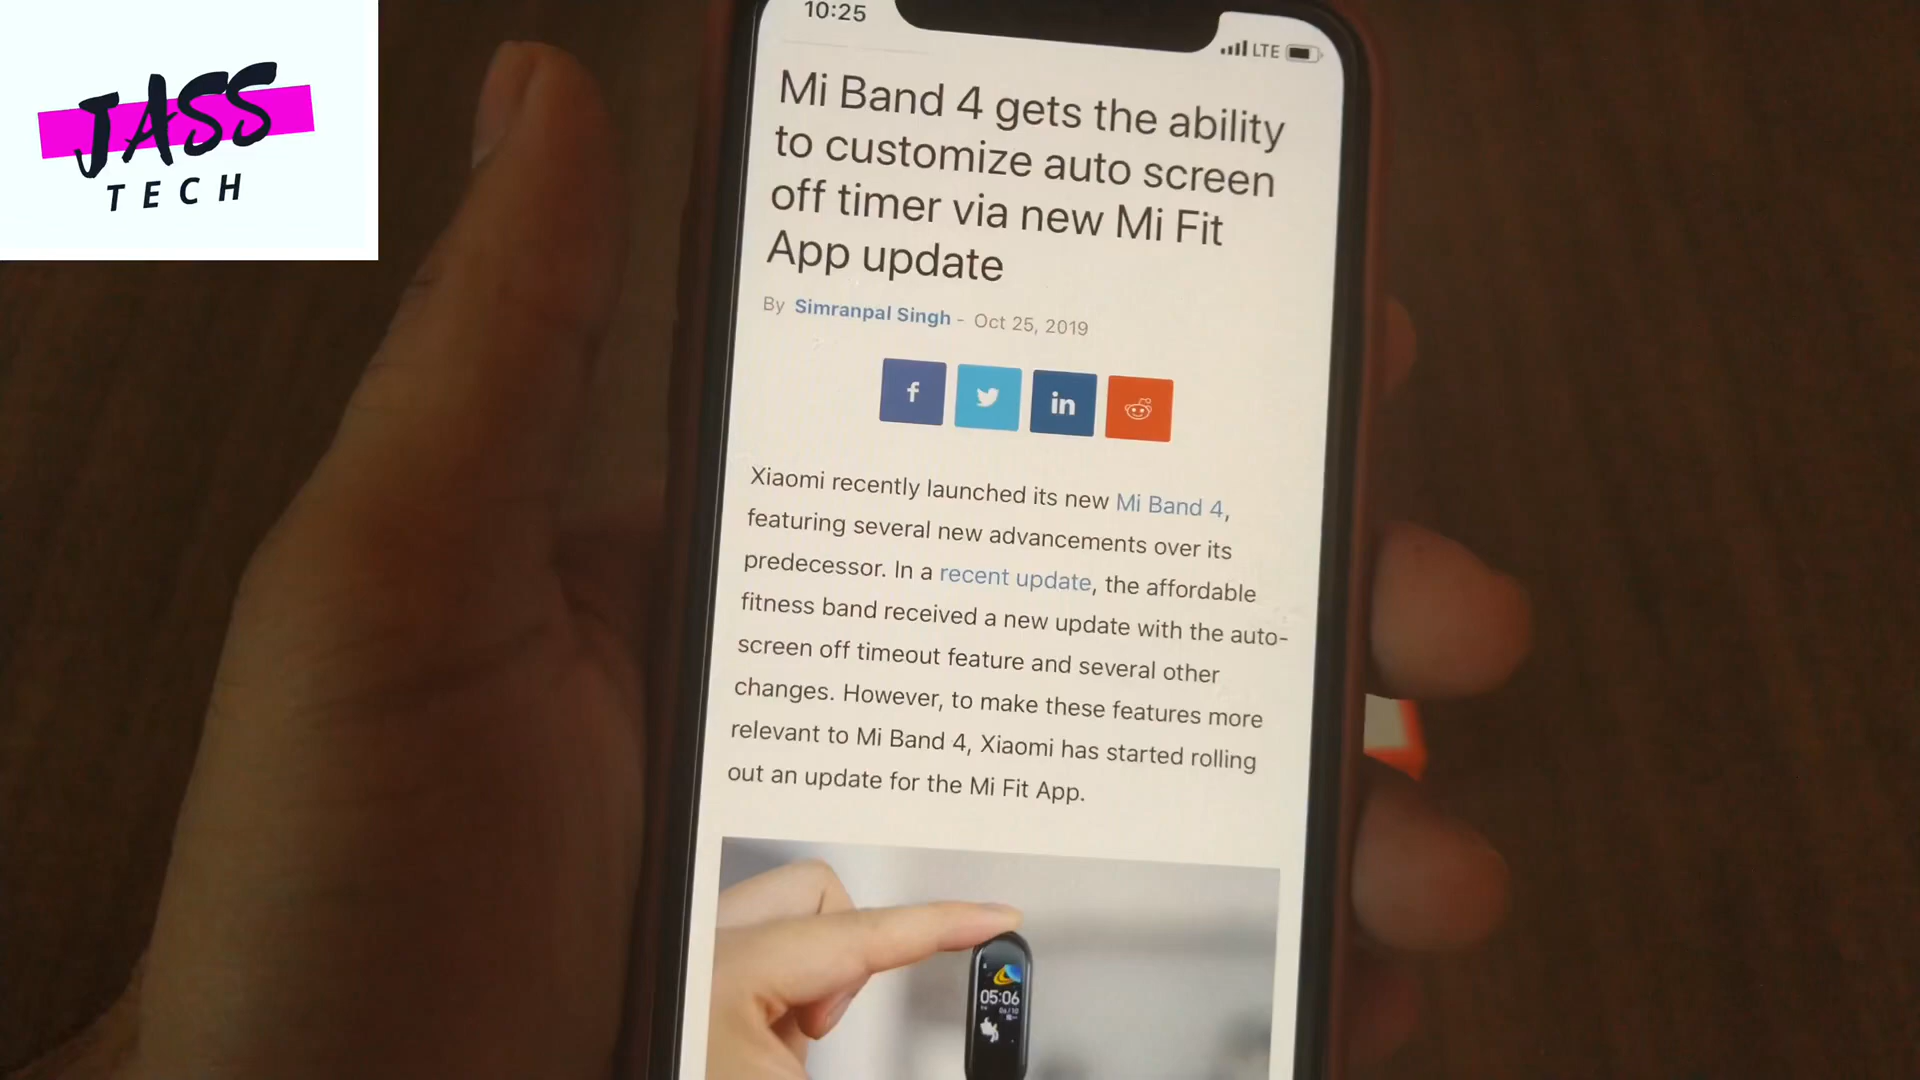 JASS
TECH
10:25
LTE
Mi Band 4 gets the ability
to customize auto screen
off timer via new Mi Fit
App update
By Simranpal Singh - Oct 25, 2019
f
in
Xiaomi recently launched its new Mi Band 4,
featuring several new advancements over its
predecessor. In a recent update, the affordable
fitness band received a new update with the auto-
screen off timeout feature and several other
changes. However, to make these features more
relevant to Mi Band 4, Xiaomi has started rolling
out an update for the Mi Fit App.
05:06